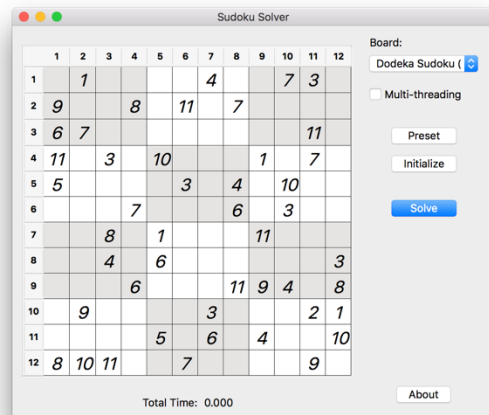 Sudoku Solver
Board:
Dodeka Sudoku (
Multi-threading
Preset
Initialize
Solve
About
1 2 3 4 5 6 7 8 9 10 11 12
1 1 4 7 3
2 9 8 11 7
3 6 7 11
4 11 3 10 1 7
5 5 3 4 10
6 7 6 3
7 8 1 11
8 4 6 3
9 6 11 9 4 8
10 9 3 2 1
11 5 6 4 10
12 8 10 11 7 9
Total Time: 0.000